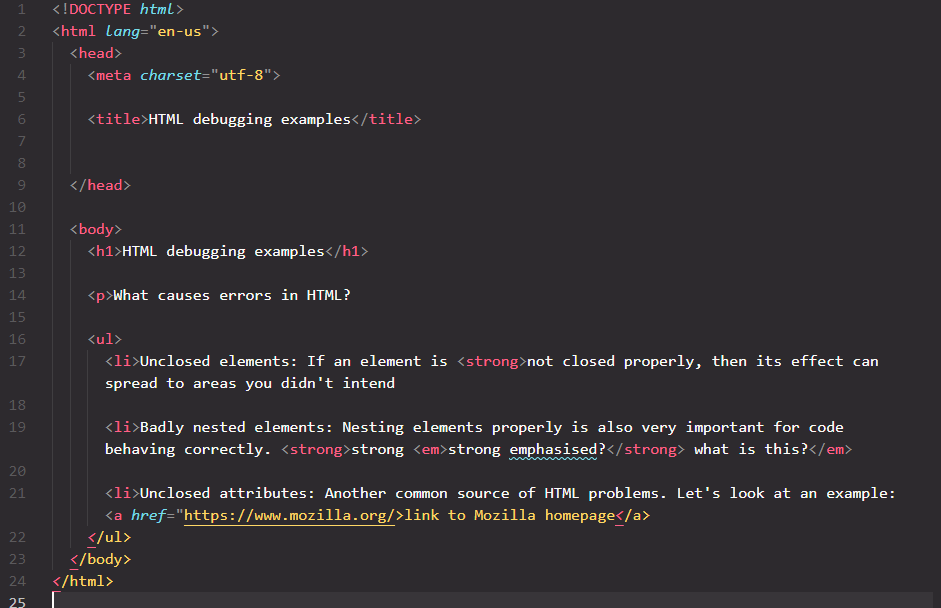 1 <!DOCTYPE html>
2 <html lang="en-us">
3 <head>
4 <meta charset="utf-8">
5
6 <title>HTML debugging examples</title>
7
8
9 </head>
10
11 <body>
12 <h1>HTML debugging examples</h1>
13
14 <p>What causes errors in HTML?
15
16 <ul>
17 <li>Unclosed elements: If an element is <strong>not closed properly, then its effect can
spread to areas you didn't intend
18
19 <li>Badly nested elements: Nesting elements properly is also very important for code
behaving correctly. <strong>strong <em>strong emphasised?</strong> what is this?</em>
20
21 <li>Unclosed attributes: Another common source of HTML problems. Let's look at an example:
<a href="https://www.mozilla.org/>link to Mozilla homepage</a>
22 </ul>
23 </body>
24 </html>
25